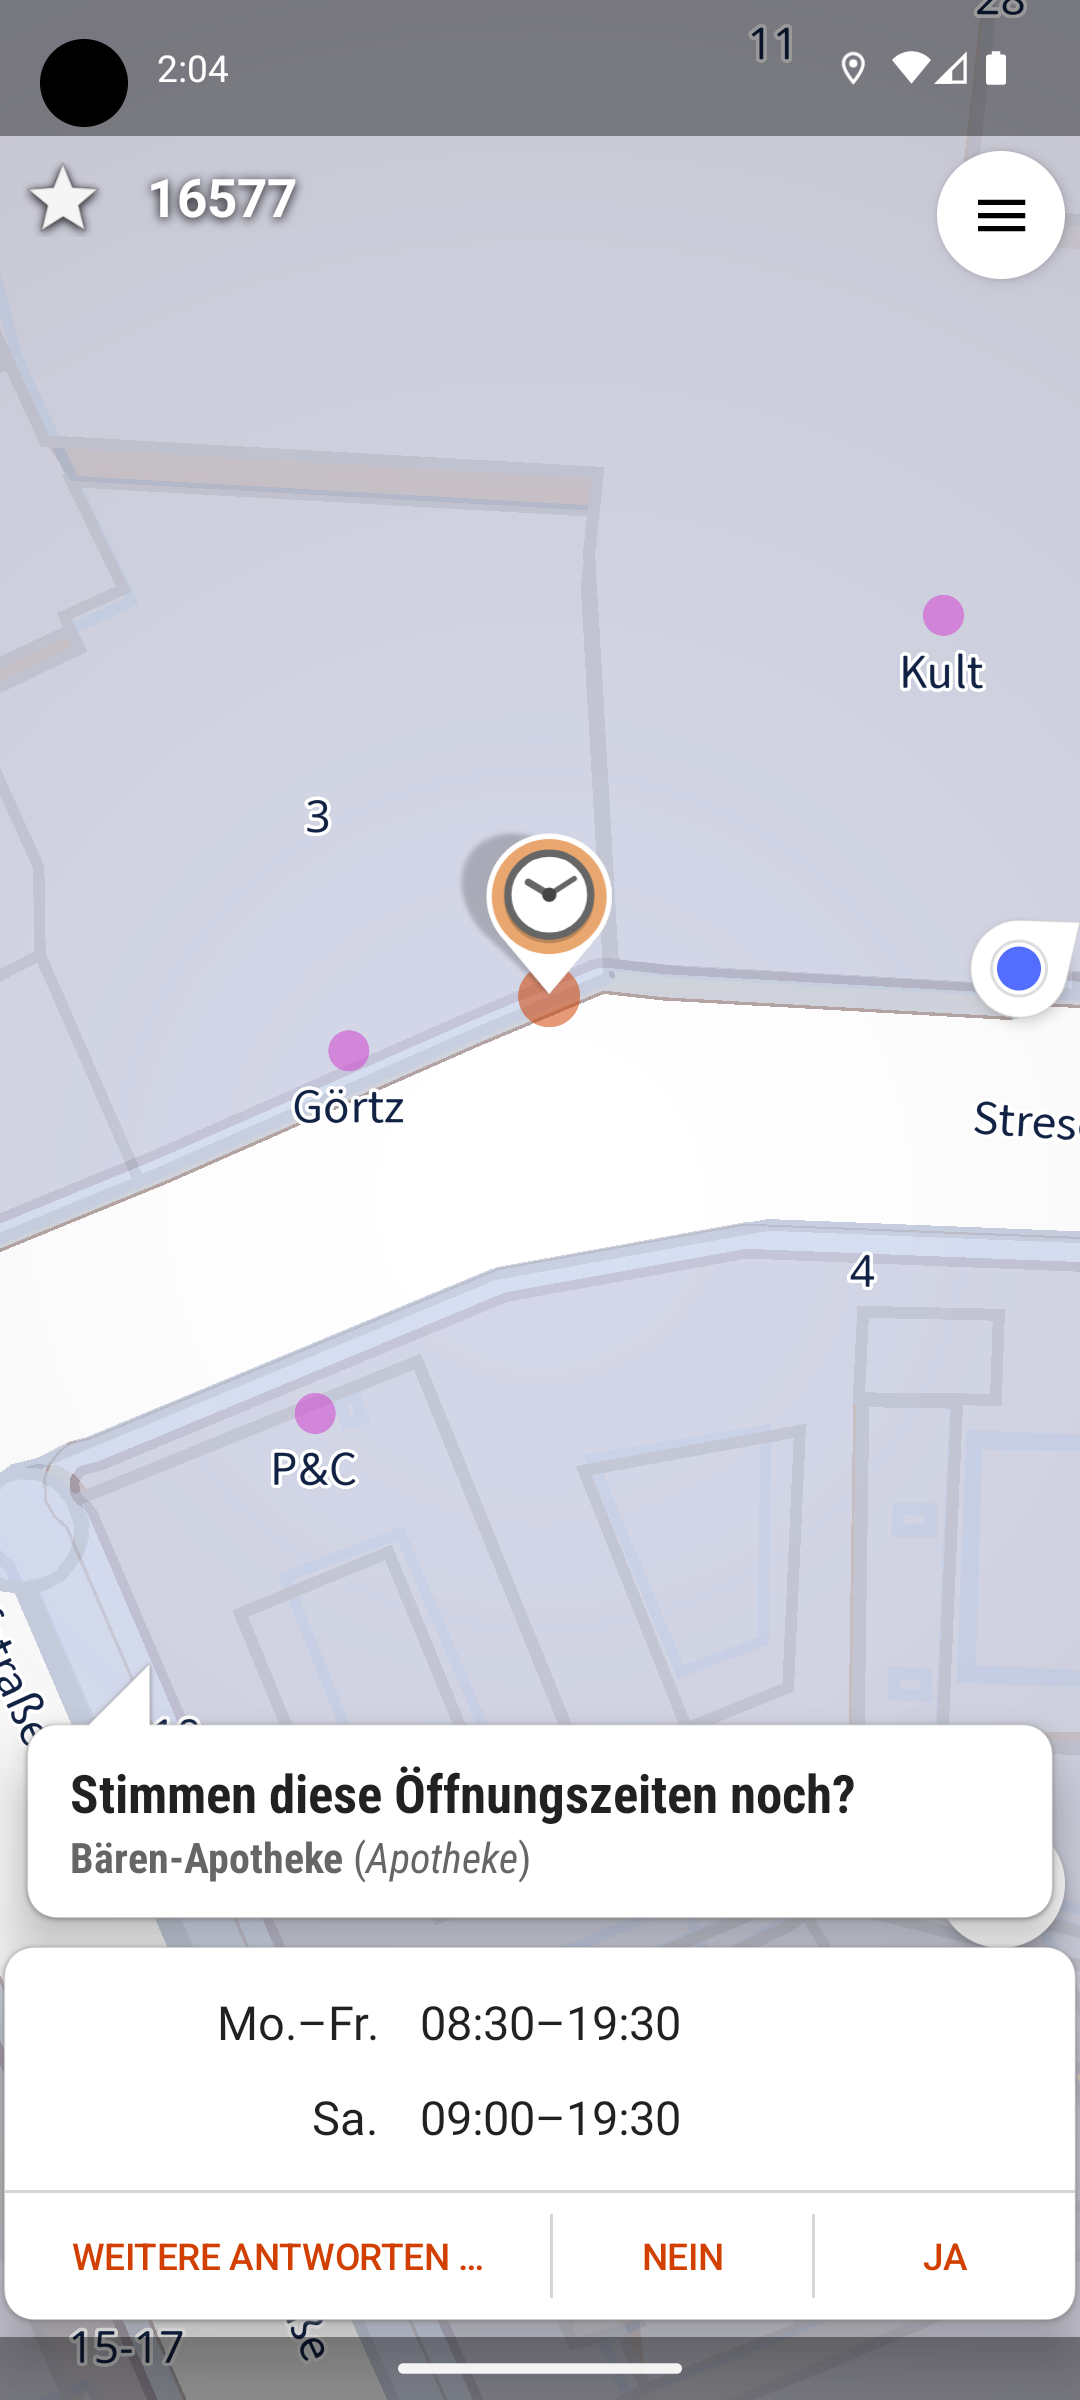 28
11
2:04
16577
Kult
3
Görtz
4
P&C
Stimmen diese Öffnungszeiten noch?
Bären-Apotheke (Apotheke)
Mo.–Fr. 08:30–19:30
Sa. 09:00–19:30
WEITERE ANTWORTEN … NEIN JA
15-17